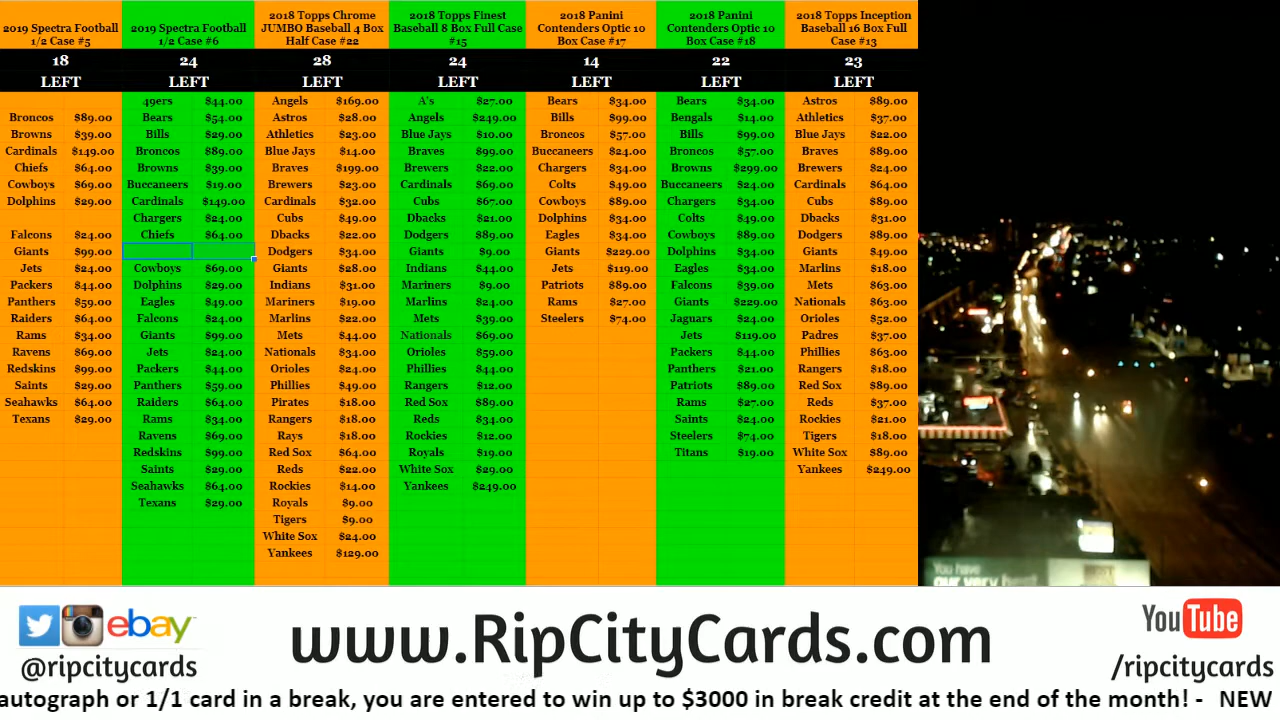 2019 Spectra Football
1/2 Case #5
18
LEFT
Broncos $89.00
Browns $39.00
Cardinals $149.00
Chiefs $64.00
Cowboys $69.00
Dolphins $29.00
Falcons $24.00
Giants $99.00
Jets $24.00
Packers $44.00
Panthers $59.00
Raiders $64.00
Rams $34.00
Ravens $69.00
Redskins $99.00
Saints $29.00
Seahawks $64.00
Texans $29.00
2019 Spectra Football
1/2 Case #6
24
LEFT
49ers $44.00
Bears $54.00
Bills $29.00
Broncos $89.00
Browns $39.00
Buccaneers $19.00
Cardinals $149.00
Chargers $24.00
Chiefs $64.00
Cowboys $69.00
Dolphins $29.00
Eagles $49.00
Falcons $24.00
Giants $99.00
Jets $24.00
Packers $44.00
Panthers $59.00
Raiders $64.00
Rams $34.00
Ravens $69.00
Redskins $99.00
Saints $29.00
Seahawks $64.00
Texans $29.00
2018 Topps Chrome
JUMBO Baseball 4 Box
Half Case #22
28
LEFT
Angels $169.00
Astros $28.00
Athletics $23.00
Blue Jays $14.00
Braves $199.00
Brewers $23.00
Cardinals $32.00
Cubs $49.00
Dbacks $22.00
Dodgers $34.00
Giants $28.00
Indians $31.00
Mariners $19.00
Marlins $22.00
Mets $44.00
Nationals $34.00
Orioles $24.00
Phillies $49.00
Pirates $18.00
Rangers $18.00
Rays $18.00
Red Sox $64.00
Reds $22.00
Rockies $14.00
Royals $9.00
Tigers $9.00
White Sox $24.00
Yankees $129.00
2018 Topps Finest
Baseball 8 Box Full Case
#15
24
LEFT
A's $27.00
Angels $249.00
Blue Jays $10.00
Braves $99.00
Brewers $22.00
Cardinals $69.00
Cubs $67.00
Dbacks $21.00
Dodgers $89.00
Giants $9.00
Indians $44.00
Mariners $9.00
Marlins $24.00
Mets $39.00
Nationals $69.00
Orioles $59.00
Phillies $44.00
Rangers $12.00
Red Sox $89.00
Reds $34.00
Rockies $12.00
Royals $19.00
White Sox $29.00
Yankees $249.00
2018 Panini
Contenders Optic 10
Box Case #17
14
LEFT
Bears $34.00
Bills $99.00
Broncos $57.00
Buccaneers $24.00
Chargers $34.00
Colts $49.00
Cowboys $89.00
Dolphins $34.00
Eagles $34.00
Giants $229.00
Jets $119.00
Patriots $89.00
Rams $27.00
Steelers $74.00
2018 Panini
Contenders Optic 10
Box Case #18
22
LEFT
Bears $34.00
Bengals $14.00
Bills $99.00
Broncos $57.00
Browns $299.00
Buccaneers $24.00
Chargers $34.00
Colts $49.00
Cowboys $89.00
Dolphins $34.00
Eagles $34.00
Falcons $39.00
Giants $229.00
Jaguars $24.00
Jets $119.00
Packers $44.00
Panthers $21.00
Patriots $89.00
Rams $27.00
Saints $24.00
Steelers $74.00
Titans $19.00
2018 Topps Inception
Baseball 16 Box Full
Case #13
23
LEFT
Astros $89.00
Athletics $37.00
Blue Jays $22.00
Braves $89.00
Brewers $24.00
Cardinals $64.00
Cubs $89.00
Dbacks $31.00
Dodgers $89.00
Giants $49.00
Marlins $18.00
Mets $63.00
Nationals $63.00
Orioles $52.00
Padres $37.00
Phillies $63.00
Rangers $18.00
Red Sox $89.00
Reds $37.00
Rockies $21.00
Tigers $18.00
White Sox $89.00
Yankees $249.00
You have
our very best
ebay
@ripcitycards
www.RipCityCards.com
YouTube
/ripcitycards
autograph or 1/1 card in a break, you are entered to win up to $3000 in break credit at the end of the month! - NEW